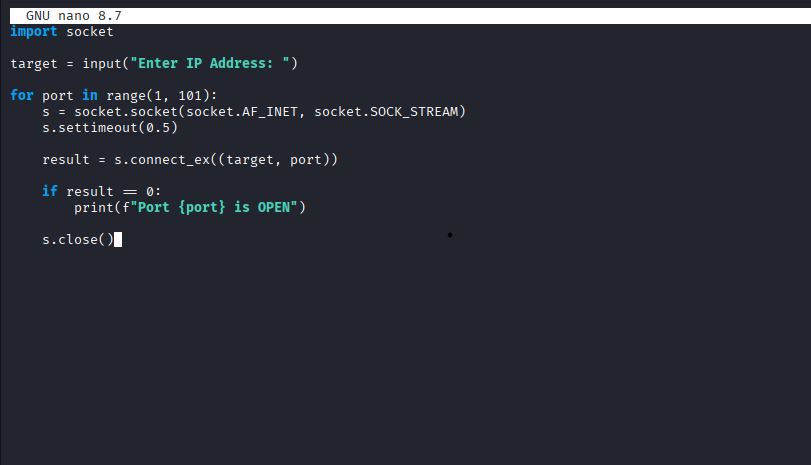 GNU nano 8.7
import socket
target = input("Enter IP Address: ")
for port in range(1, 101):
    s = socket.socket(socket.AF_INET, socket.SOCK_STREAM)
    s.settimeout(0.5)
    result = s.connect_ex((target, port))
    if result == 0:
        print(f"Port {port} is OPEN")
    s.close()